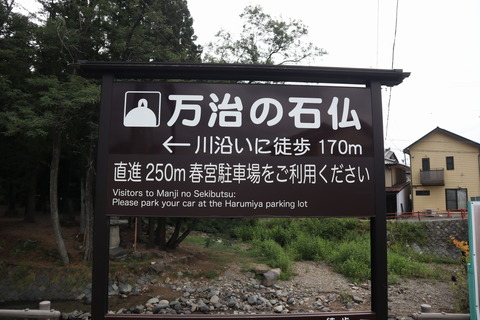 万治の石仏
←川沿いに徒歩 170m
直進 250m 春宮駐車場をご利用ください
Visitors to Manji no Sekibutsu:
Please park your car at the Harumiya parking lot